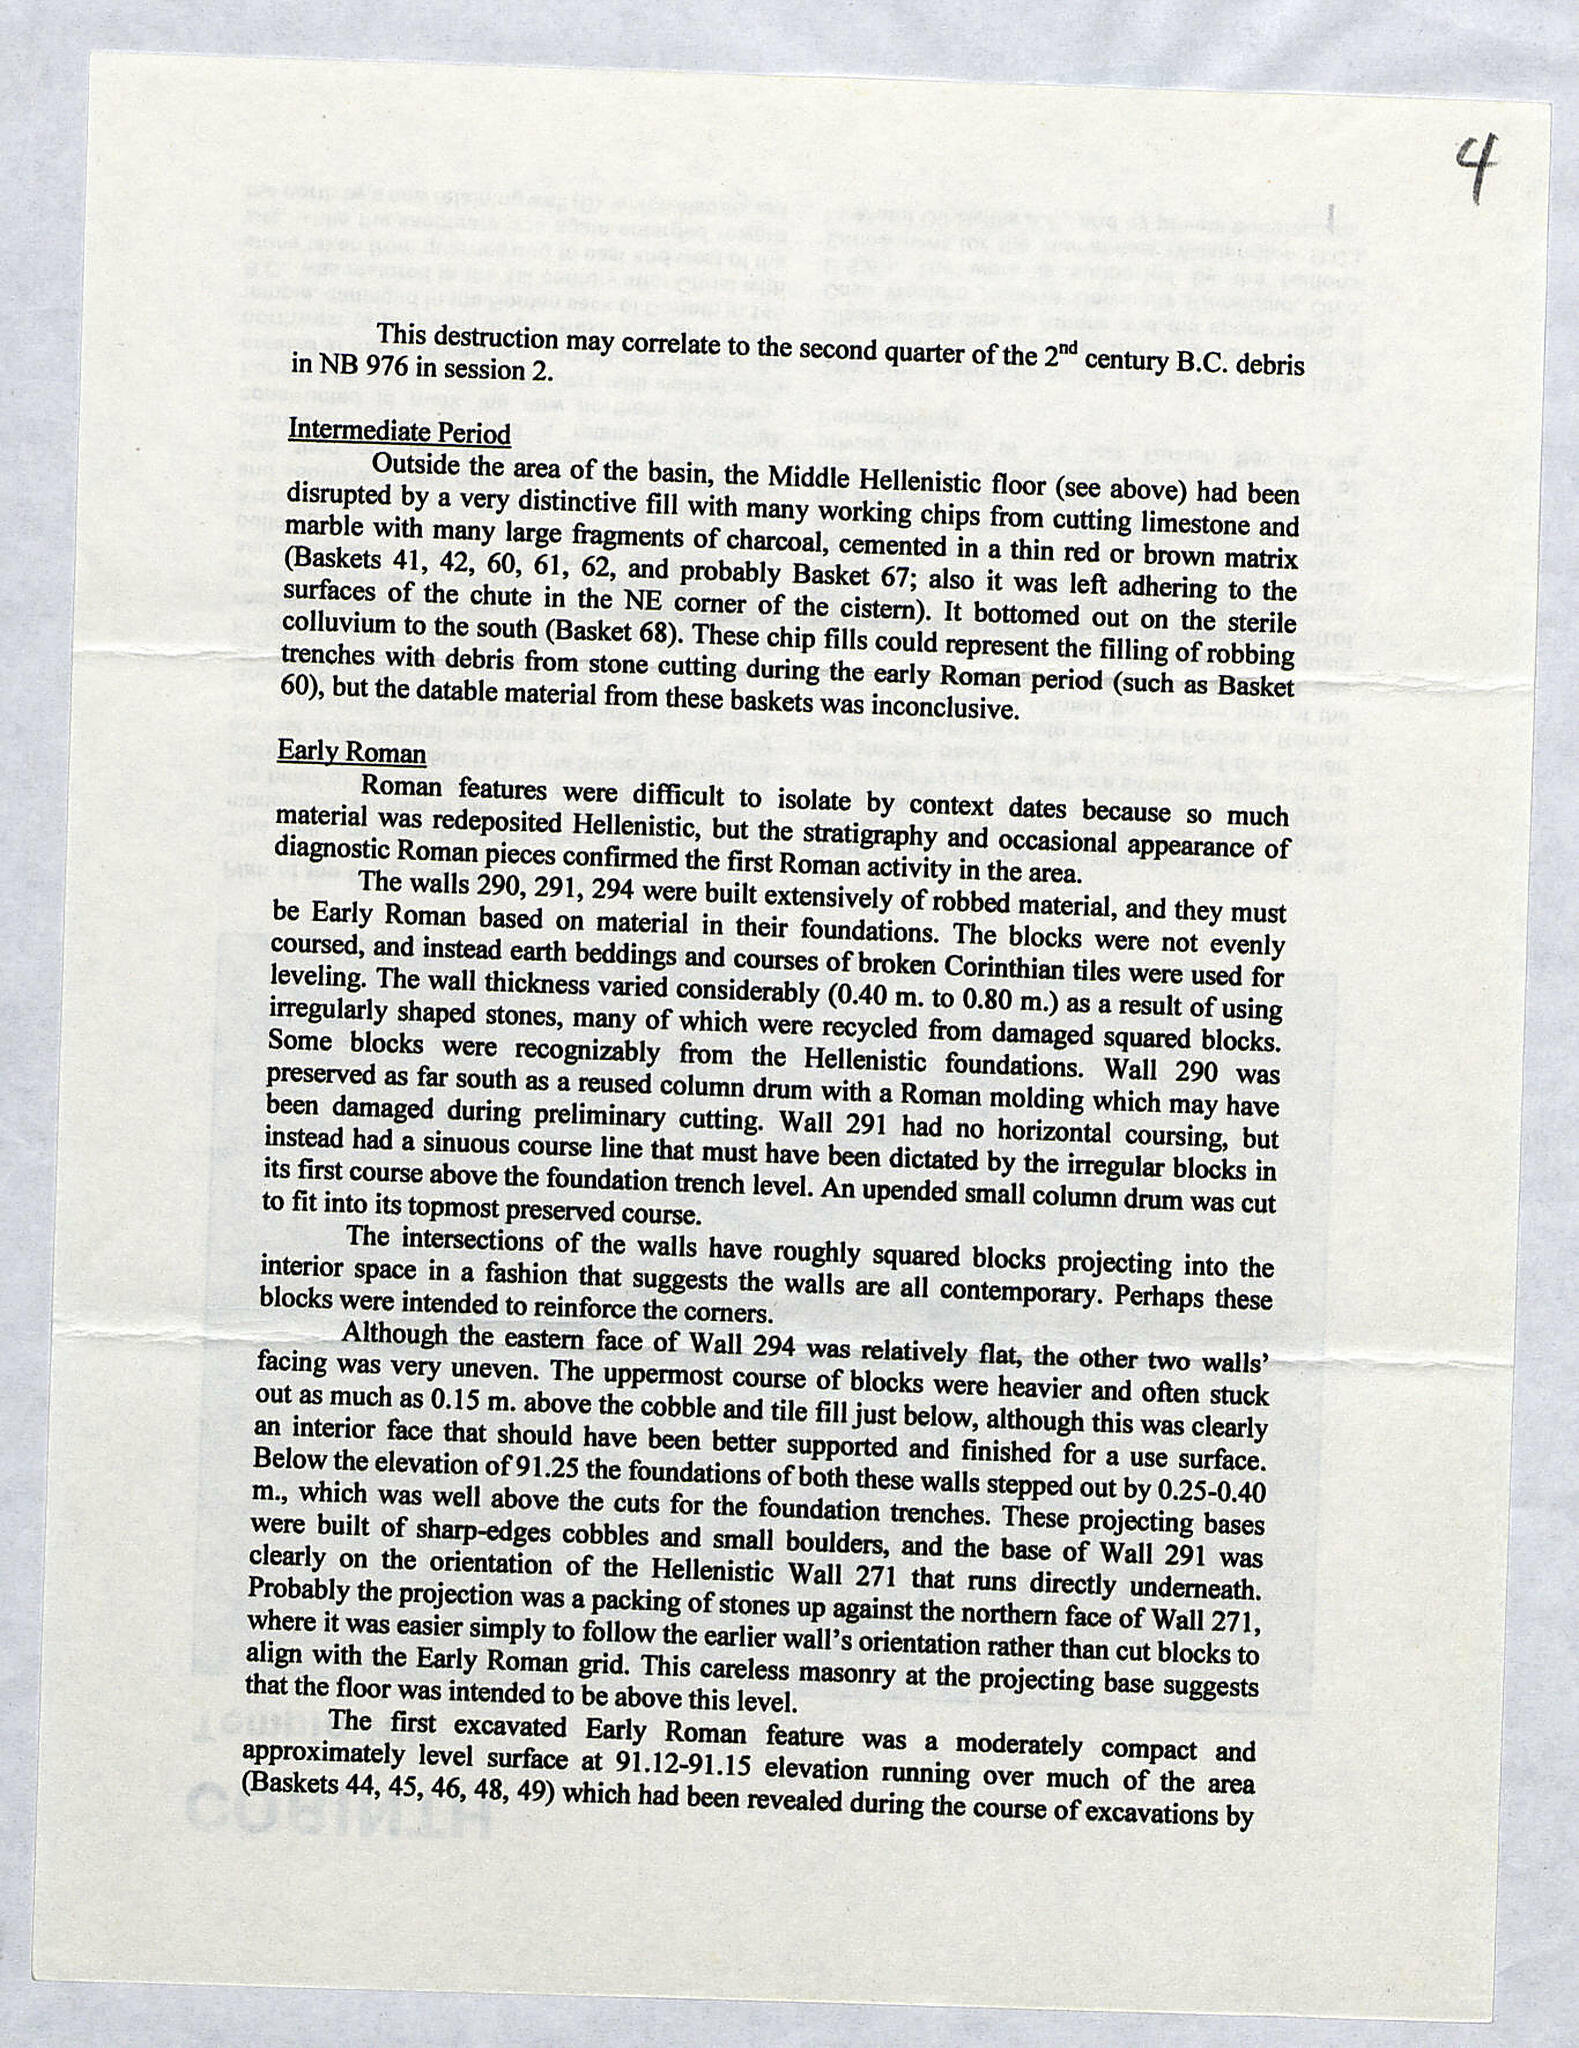 4
This destruction may correlate to the second quarter of the 2nd century B.C. debris
in NB 976 in session 2.
Intermediate Period
Outside the area of the basin, the Middle Hellenistic floor (see above) had been
disrupted by a very distinctive fill with many working chips from cutting limestone and
marble with many large fragments of charcoal, cemented in a thin red or brown matrix
(Baskets 41, 42, 60, 61, 62, and probably Basket 67; also it was left adhering to the
surfaces of the chute in the NE corner of the cistern). It bottomed out on the sterile
colluvium to the south (Basket 68). These chip fills could represent the filling of robbing
trenches with debris from stone cutting during the early Roman period (such as Basket
60), but the datable material from these baskets was inconclusive.
Early Roman
Roman features were difficult to isolate by context dates because so much
material was redeposited Hellenistic, but the stratigraphy and occasional appearance of
diagnostic Roman pieces confirmed the first Roman activity in the area.
The walls 290, 291, 294 were built extensively of robbed material, and they must
be Early Roman based on material in their foundations. The blocks were not evenly
coursed, and instead earth beddings and courses of broken Corinthian tiles were used for
leveling. The wall thickness varied considerably (0.40 m. to 0.80 m.) as a result of using
irregularly shaped stones, many of which were recycled from damaged squared blocks.
Some blocks were recognizably from the Hellenistic foundations. Wall 290 was
preserved as far south as a reused column drum with a Roman molding which may have
been damaged during preliminary cutting. Wall 291 had no horizontal coursing, but
instead had a sinuous course line that must have been dictated by the irregular blocks in
its first course above the foundation trench level. An upended small column drum was cut
to fit into its topmost preserved course.
The intersections of the walls have roughly squared blocks projecting into the
interior space in a fashion that suggests the walls are all contemporary. Perhaps these
blocks were intended to reinforce the corners.
Although the eastern face of Wall 294 was relatively flat, the other two walls'
facing was very uneven. The uppermost course of blocks were heavier and often stuck
out as much as 0.15 m. above the cobble and tile fill just below, although this was clearly
an interior face that should have been better supported and finished for a use surface.
Below the elevation of 91.25 the foundations of both these walls stepped out by 0.25-0.40
m., which was well above the cuts for the foundation trenches. These projecting bases
were built of sharp-edges cobbles and small boulders, and the base of Wall 291 was
clearly on the orientation of the Hellenistic Wall 271 that runs directly underneath.
Probably the projection was a packing of stones up against the northern face of Wall 271,
where it was easier simply to follow the earlier wall's orientation rather than cut blocks to
align with the Early Roman grid. This careless masonry at the projecting base suggests
that the floor was intended to be above this level.
The first excavated Early Roman feature was a moderately compact and
approximately level surface at 91.12-91.15 elevation running over much of the area
(Baskets 44, 45, 46, 48, 49) which had been revealed during the course of excavations by